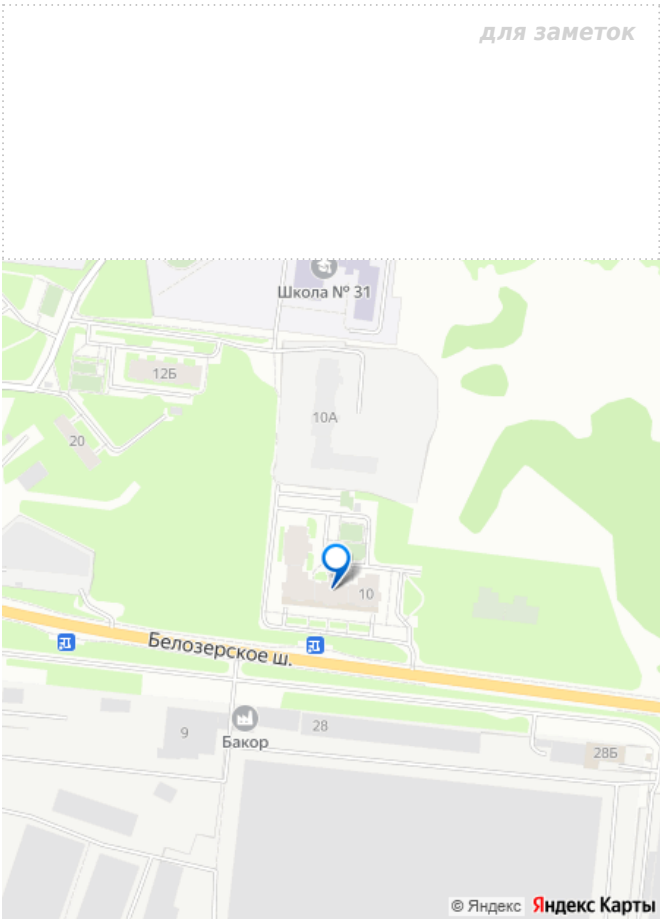 для заметок
Школа № 31
12Б
10А
20
10
Белозерское ш.
9
28
Бакор
28Б
© Яндекс Яндекс Карты